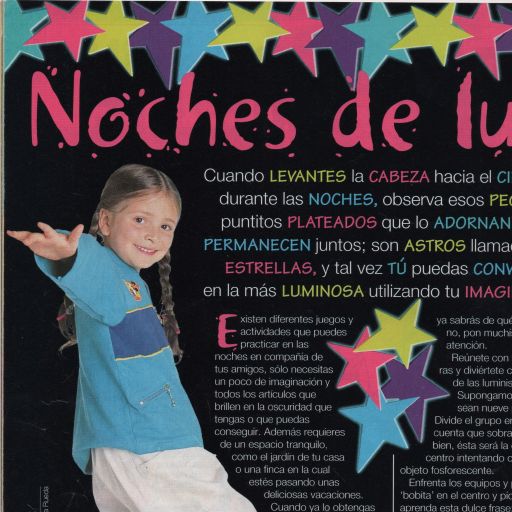 Noches de lu
Cuando LEVANTES la CABEZA hacia el CI
durante las NOCHES, observa esos PEQ
puntitos PLATEADOS que lo ADORNAN
PERMANECEN juntos; son ASTROS llama
ESTRELLAS, y tal vez TÚ puedas CONV
en la más LUMINOSA utilizando tu IMAGI
Existen diferentes juegos y
actividades que puedes
practicar en las
noches en compañía de
tus amigos, sólo necesitas
un poco de imaginación y
todos los artículos que
brillen en la oscuridad que
tengas o que puedas
conseguir. Además requieres
de un espacio tranquilo,
como el jardín de tu casa
o una finca en la cual
estés pasando unas
deliciosas vacaciones.
Cuando ya lo obtengas
ya sabrás de qué
no, pon muchís
atención.
Reúnete con
ras y diviértete c
de las luminis
Supongamo
sean nueve
Divide el grupo en
cuenta que sobra
bien, ésta será la
centro intentando c
objeto fosforescente.
Enfrenta los equipos y p
'bobita' en el centro y pic
aprenda esta dulce frase
Rueda